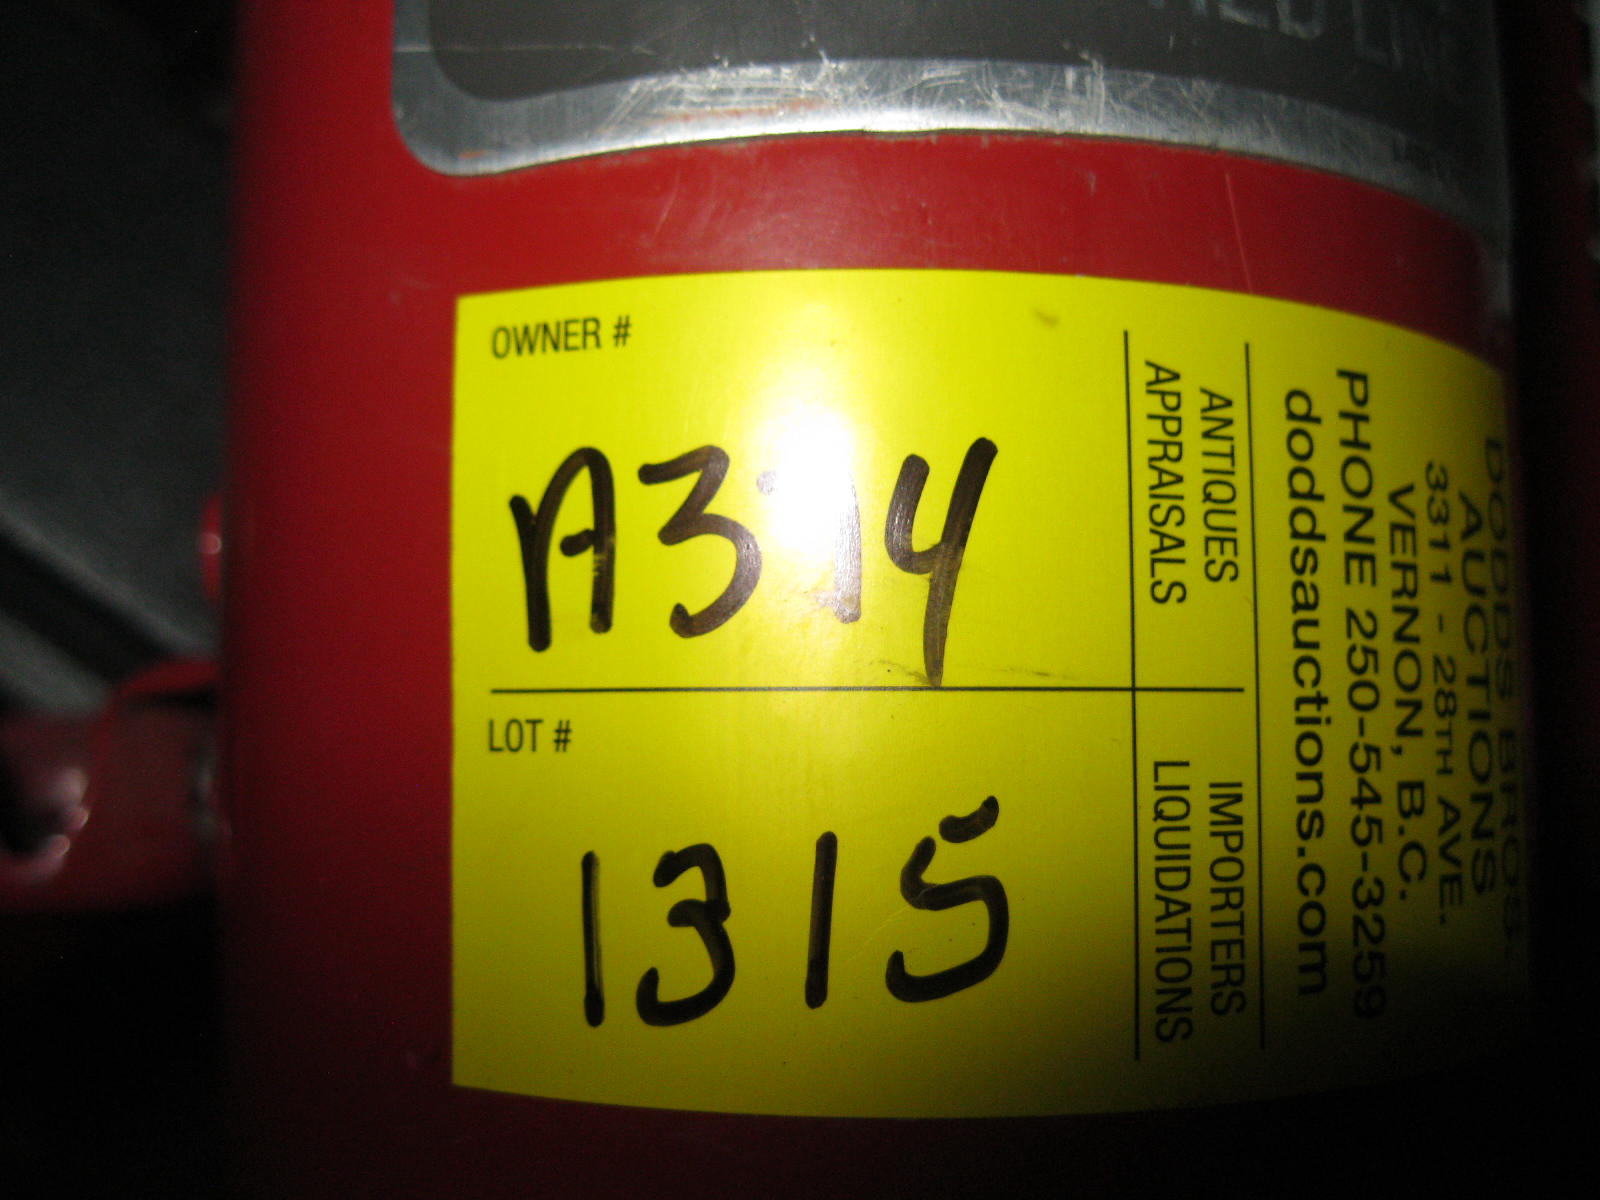 OWNER #
LOT #
1315
ANTIQUES
APPRAISALS
IMPORTERS
LIQUIDATIONS
DODDS BROS.
AUCTIONS
3311 - 28TH AVE.
VERNON, B.C.
PHONE 250-545-3259
doddsauctions.com